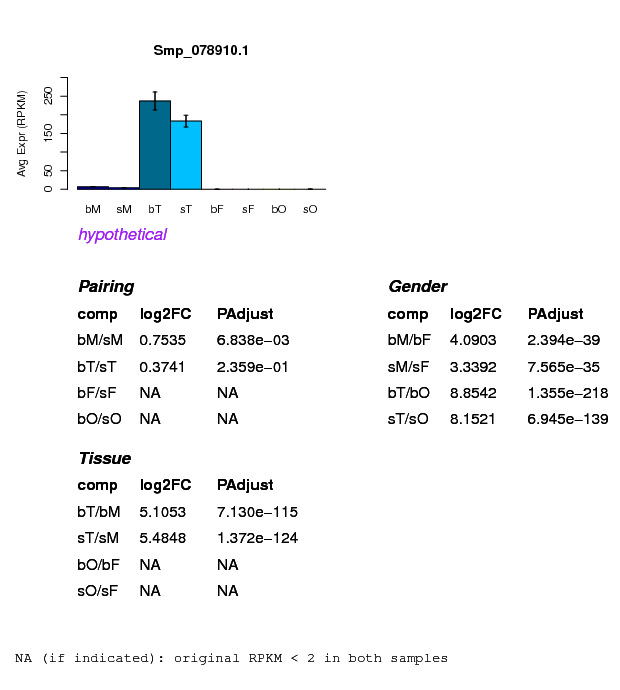 Smp_078910.1
Avg Expr (RPKM)
250
150
50
0
bM sM bT sT bF sF bO sO
hypothetical
Pairing
comp log2FC PAdjust
bM/sM 0.7535 6.838e−03
bT/sT 0.3741 2.359e−01
bF/sF NA NA
bO/sO NA NA
Gender
comp log2FC PAdjust
bM/bF 4.0903 2.394e−39
sM/sF 3.3392 7.565e−35
bT/bO 8.8542 1.355e−218
sT/sO 8.1521 6.945e−139
Tissue
comp log2FC PAdjust
bT/bM 5.1053 7.130e−115
sT/sM 5.4848 1.372e−124
bO/bF NA NA
sO/sF NA NA
NA (if indicated): original RPKM < 2 in both samples